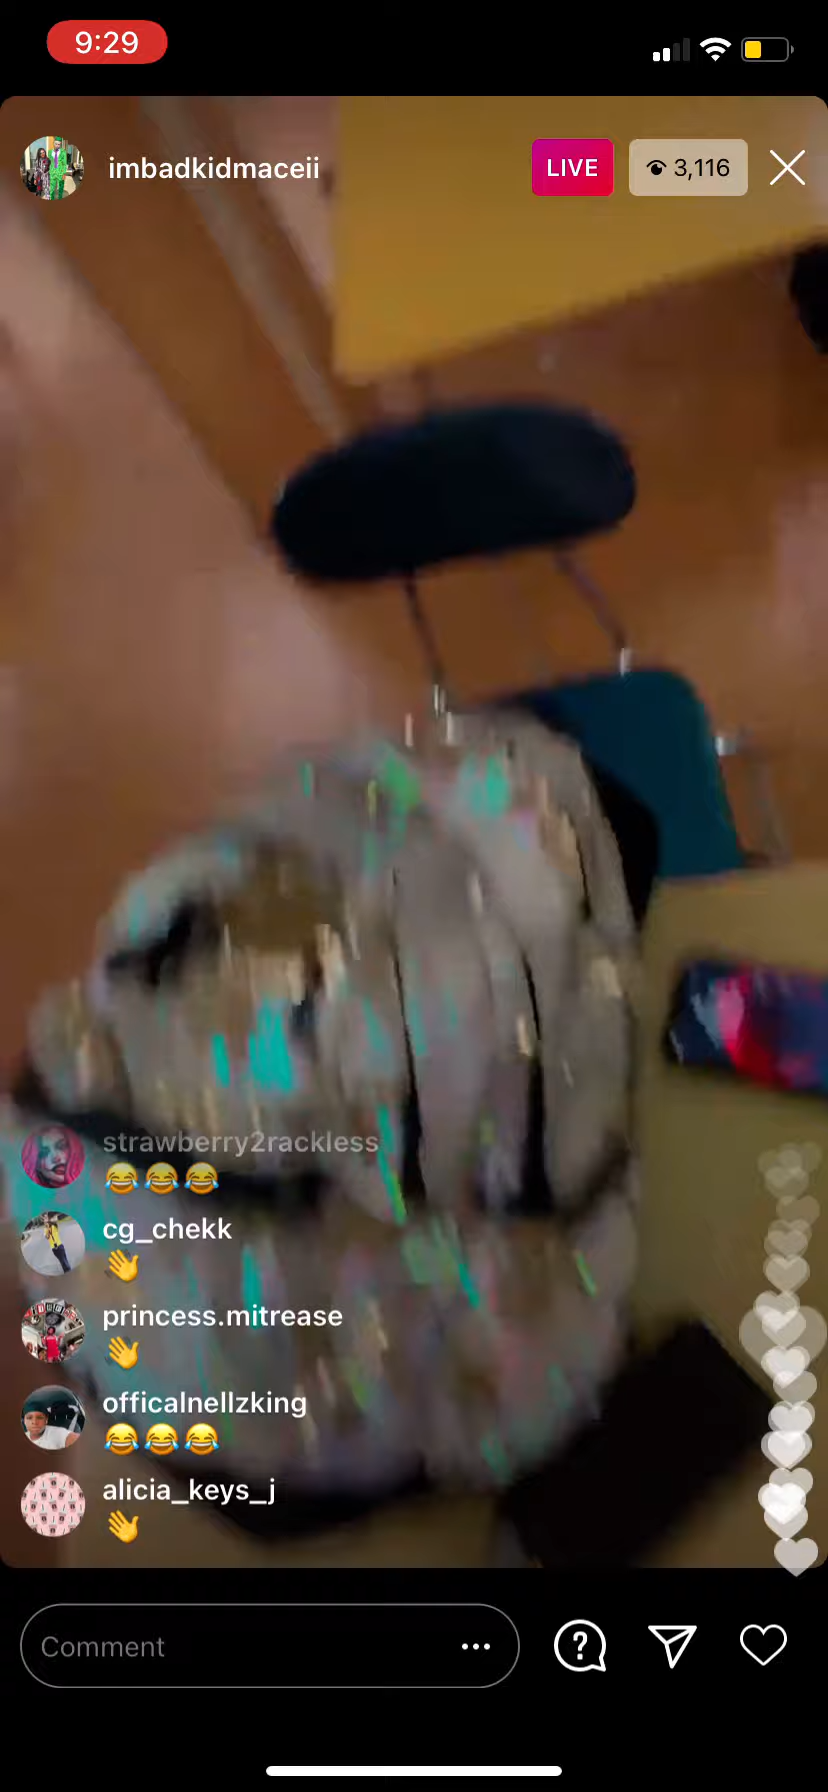 9:29
imbadkidmaceii
LIVE
3,116
strawberry2rackless
😂😂😂
cg_chekk
👋
princess.mitrease
👋
officalnellzking
😂😂😂
alicia_keys_j
👋
Comment